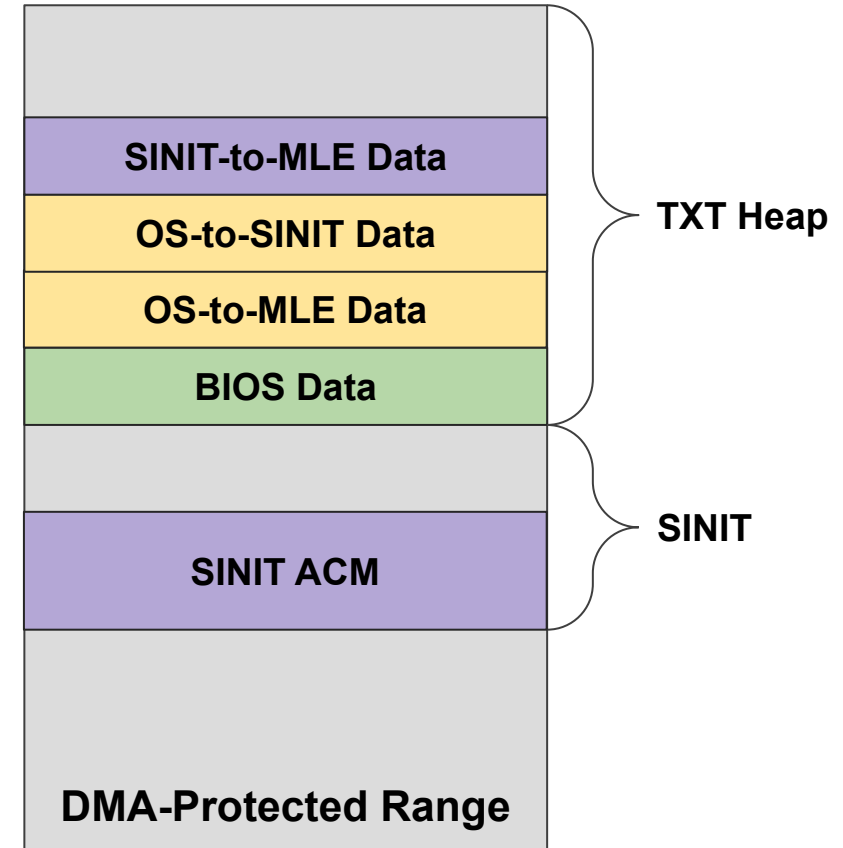 SINIT-to-MLE Data
OS-to-SINIT Data
TXT Heap
OS-to-MLE Data
BIOS Data
SINIT
SINIT ACM
DMA-Protected Range